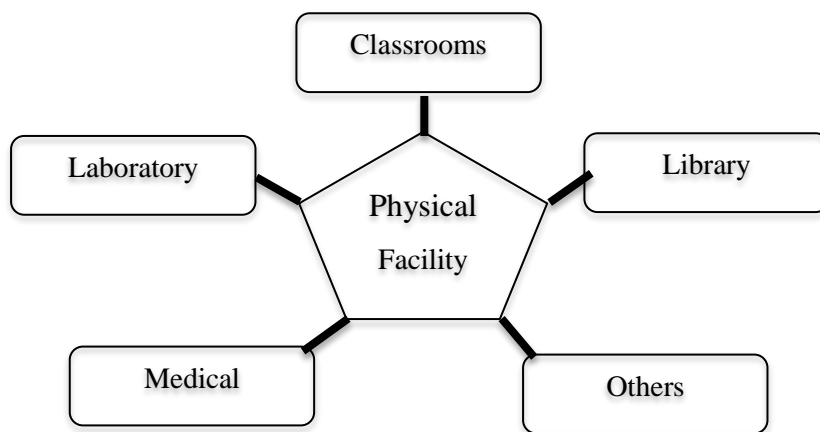 Classrooms
Laboratory
Library
Physical
Facility
Medical
Others